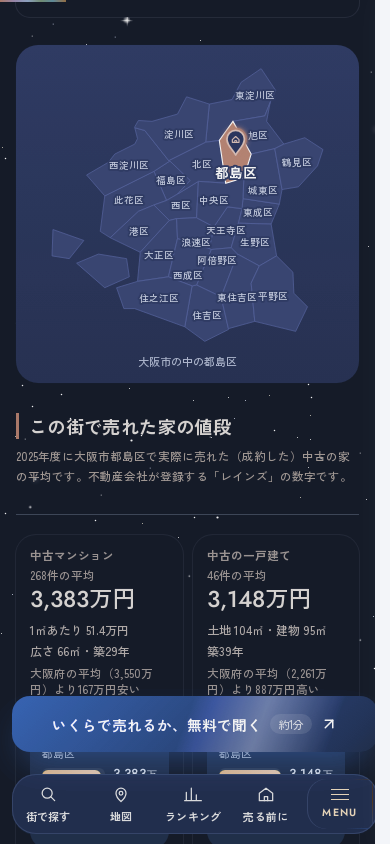 東淀川区
淀川区
旭区
西淀川区
北区
鶴見区
都島区
福島区
城東区
此花区
西区
中央区
東成区
港区
天王寺区
浪速区
生野区
大正区
阿倍野区
西成区
住之江区
東住吉区
平野区
住吉区
大阪市の中の都島区
この街で売れた家の値段
2025年度に大阪市都島区で実際に売れた（成約した）中古の家
の平均です。不動産会社が登録する「レインズ」の数字です。
中古マンション
268件の平均
3,383万円
1㎡あたり 51.4万円
広さ 66㎡・築29年
大阪府の平均（3,550万
円）より167万円安い
中古の一戸建て
46件の平均
3,148万円
土地 104㎡・建物 95㎡
築39年
大阪府の平均（2,261万
円）より887万円高い
いくらで売れるか、無料で聞く 約1分
都島区
3,383万
都島区
3,148万
街で探す
地図
ランキング
売る前に
MENU